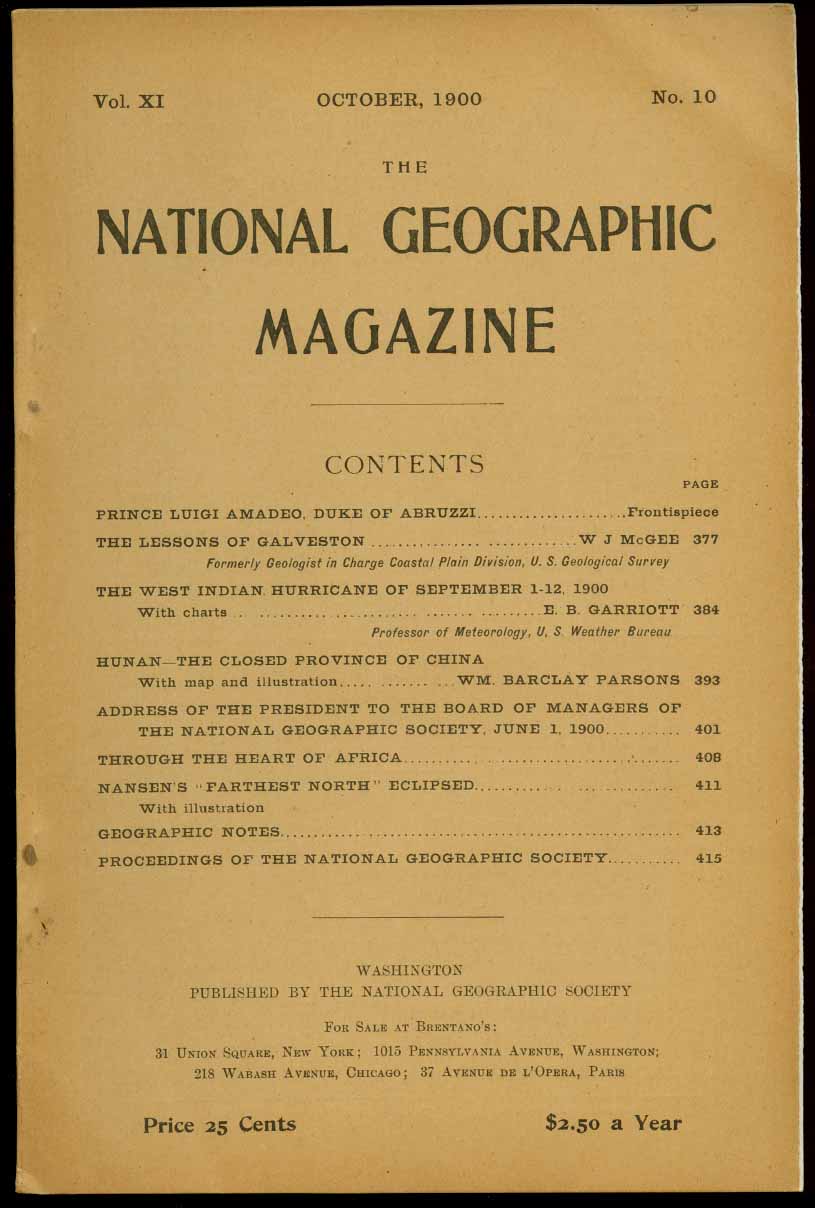 Vol. XI OCTOBER, 1900 No. 10
THE
NATIONAL GEOGRAPHIC
MAGAZINE
CONTENTS
PAGE
PRINCE LUIGI AMADEO, DUKE OF ABRUZZI......................Frontispiece
THE LESSONS OF GALVESTON ..............................W J McGEE 377
Formerly Geologist in Charge Coastal Plain Division, U. S. Geological Survey
THE WEST INDIAN HURRICANE OF SEPTEMBER 1-12, 1900
With charts ..............................................E. B. GARRIOTT 384
Professor of Meteorology, U. S. Weather Bureau
HUNAN—THE CLOSED PROVINCE OF CHINA
With map and illustration...............WM. BARCLAY PARSONS 393
ADDRESS OF THE PRESIDENT TO THE BOARD OF MANAGERS OF
THE NATIONAL GEOGRAPHIC SOCIETY, JUNE 1, 1900........... 401
THROUGH THE HEART OF AFRICA......................................... 408
NANSEN'S "FARTHEST NORTH" ECLIPSED.............................. 411
With illustration
GEOGRAPHIC NOTES............................................................ 413
PROCEEDINGS OF THE NATIONAL GEOGRAPHIC SOCIETY........... 415
WASHINGTON
PUBLISHED BY THE NATIONAL GEOGRAPHIC SOCIETY
FOR SALE AT BRENTANO'S:
31 UNION SQUARE, NEW YORK; 1015 PENNSYLVANIA AVENUE, WASHINGTON;
218 WABASH AVENUE, CHICAGO; 37 AVENUE DE L'OPERA, PARIS
Price 25 Cents $2.50 a Year